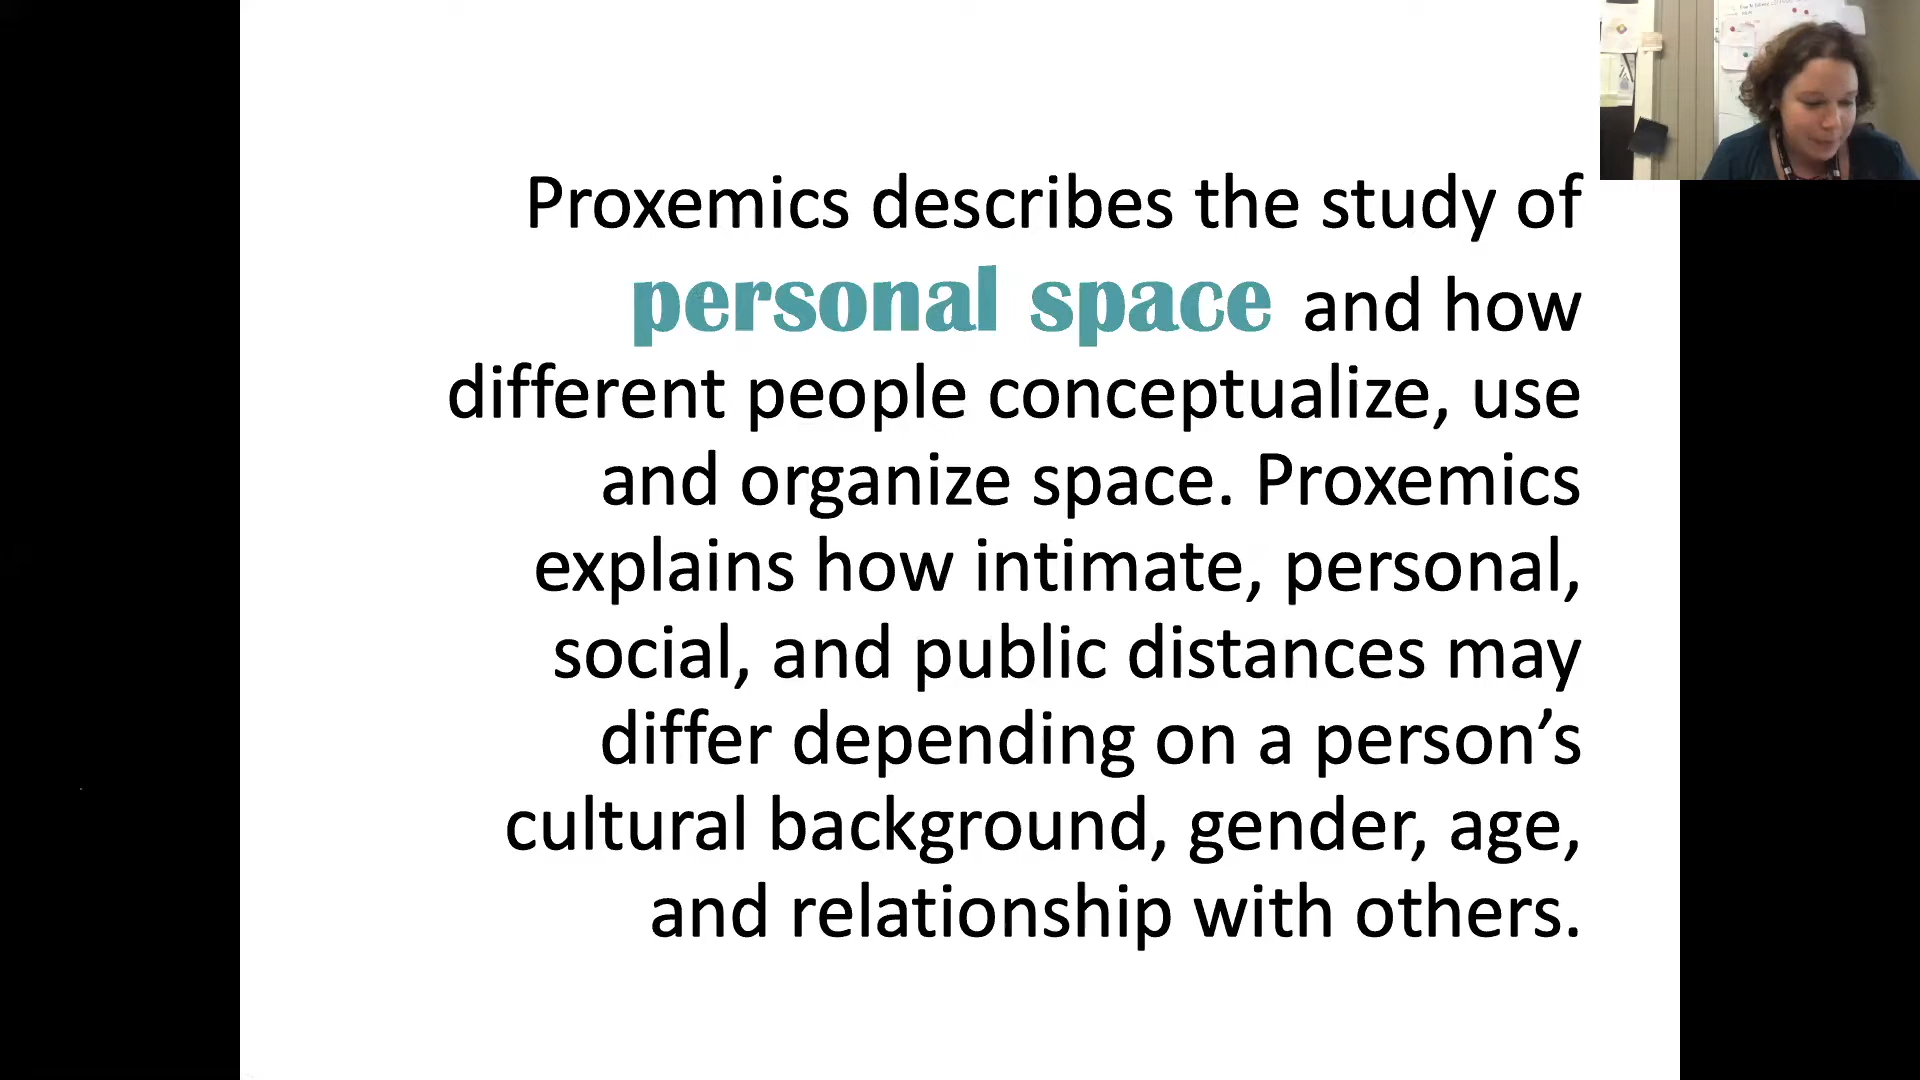 Proxemics describes the study of
personal space and how
different people conceptualize, use
and organize space. Proxemics
explains how intimate, personal,
social, and public distances may
differ depending on a person’s
cultural background, gender, age,
and relationship with others.